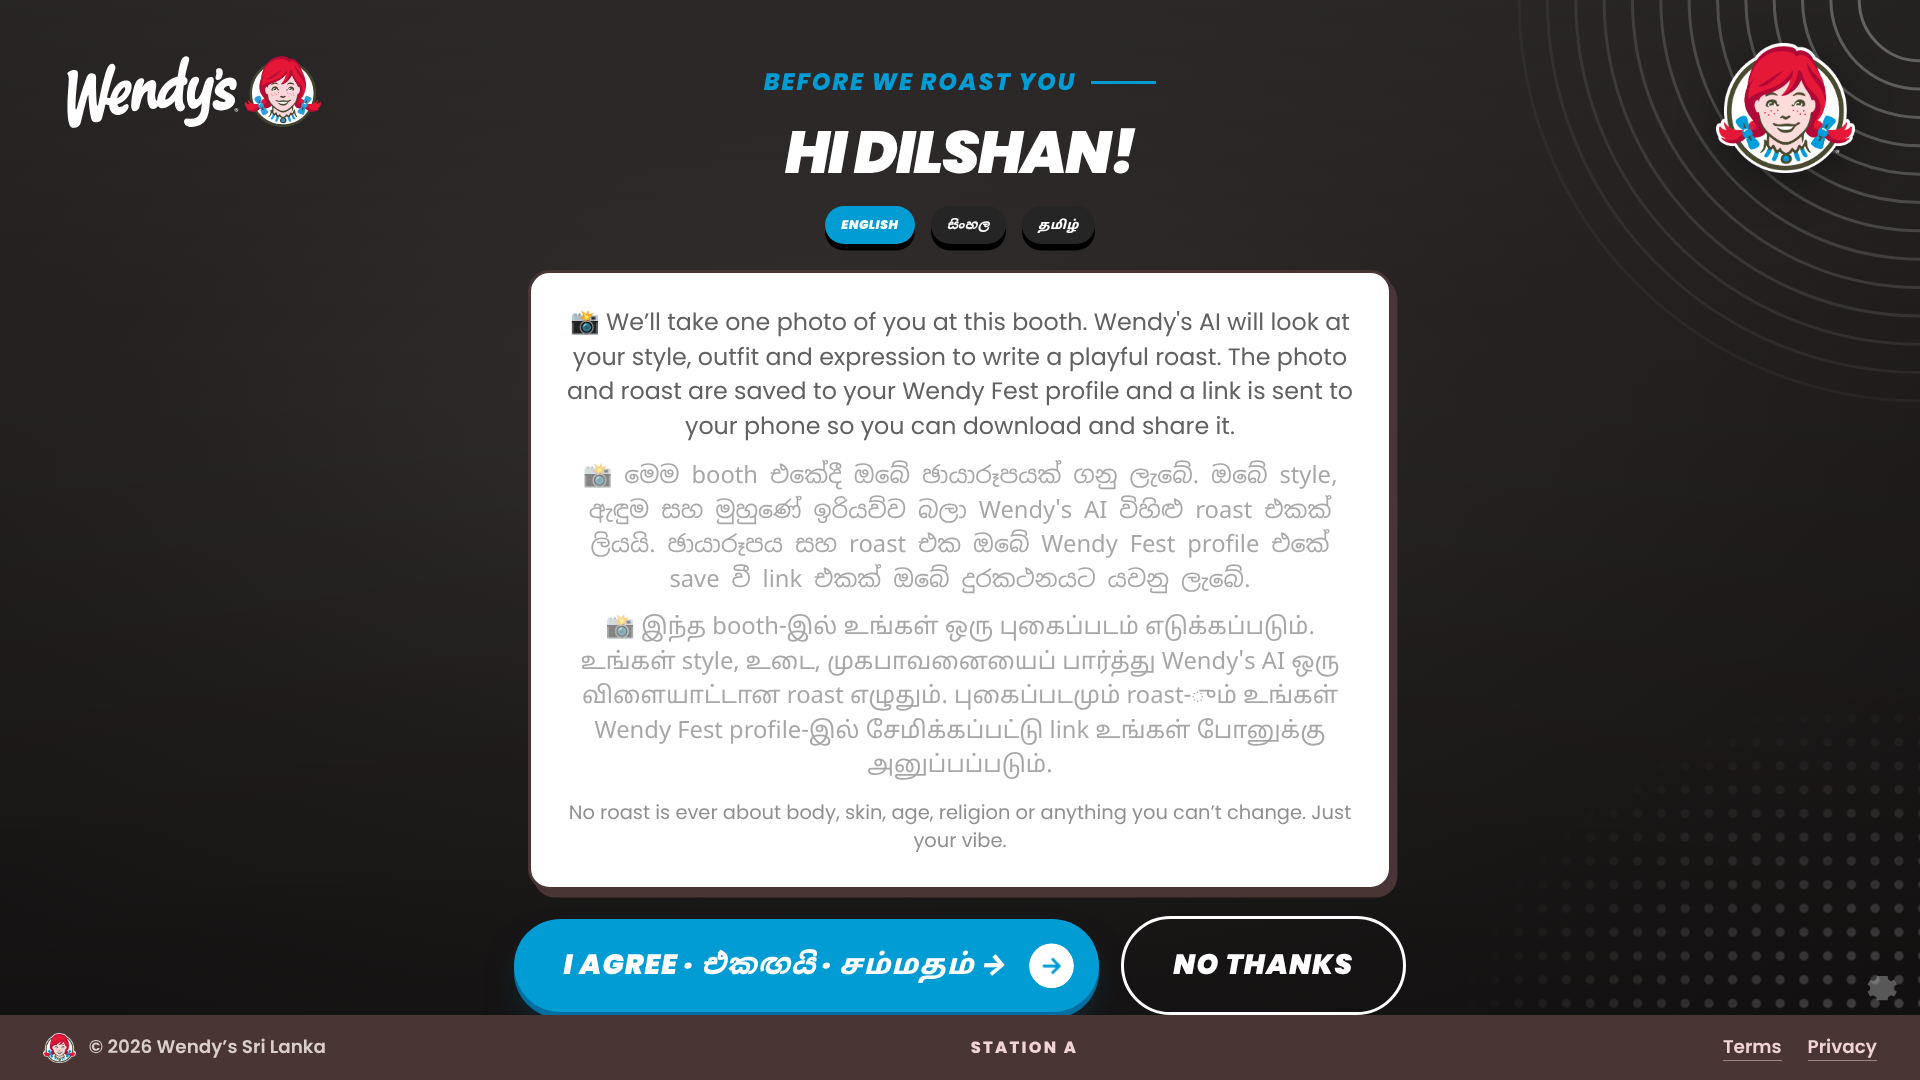 Wendy's
BEFORE WE ROAST YOU
HI DILSHAN!
ENGLISH
සිංහල
தமிழ்
📸 We’ll take one photo of you at this booth. Wendy's AI will look at
your style, outfit and expression to write a playful roast. The photo
and roast are saved to your Wendy Fest profile and a link is sent to
your phone so you can download and share it.
📸 මෙම booth එකේදී ඔබේ ඡායාරූපයක් ගනු ලැබේ. ඔබේ style,
ඇඳුම සහ මුහුණේ ඉරියව්ව බලා Wendy's AI විහිළු roast එකක්
ලියයි. ඡායාරූපය සහ roast එක ඔබේ Wendy Fest profile එකේ
save වී link එකක් ඔබේ දුරකථනයට යවනු ලැබේ.
📸 இந்த booth-இல் உங்கள் ஒரு புகைப்படம் எடுக்கப்படும்.
உங்கள் style, உடை, முகபாவனையைப் பார்த்து Wendy's AI ஒரு
விளையாட்டான roast எழுதும். புகைப்படமும் roast-ும் உங்கள்
Wendy Fest profile-இல் சேமிக்கப்பட்டு link உங்கள் போனுக்கு
அனுப்பப்படும்.
No roast is ever about body, skin, age, religion or anything you can’t change. Just
your vibe.
I AGREE · එකඟයි · சம்மதம் →
NO THANKS
© 2026 Wendy’s Sri Lanka
STATION A
Terms
Privacy